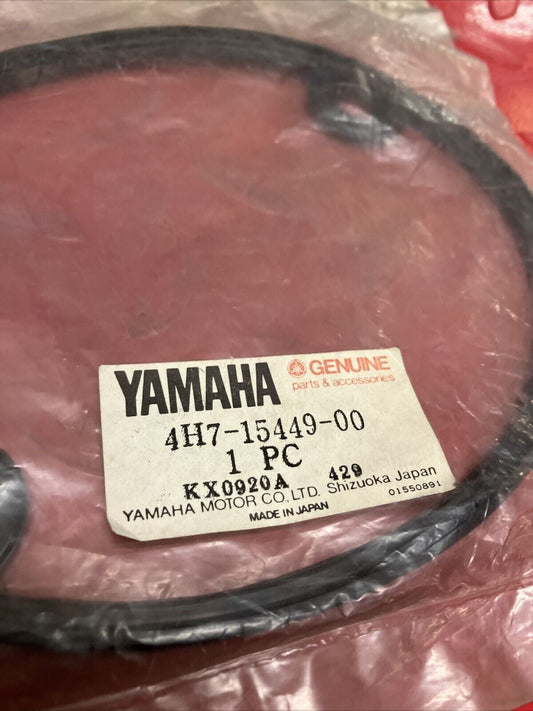 YAMAHA GENUINE
parts & accessories
4H7-15449-00
1 PC
KX0920A 429
YAMAHA MOTOR CO.,LTD. Shizuoka Japan
MADE IN JAPAN 01550891